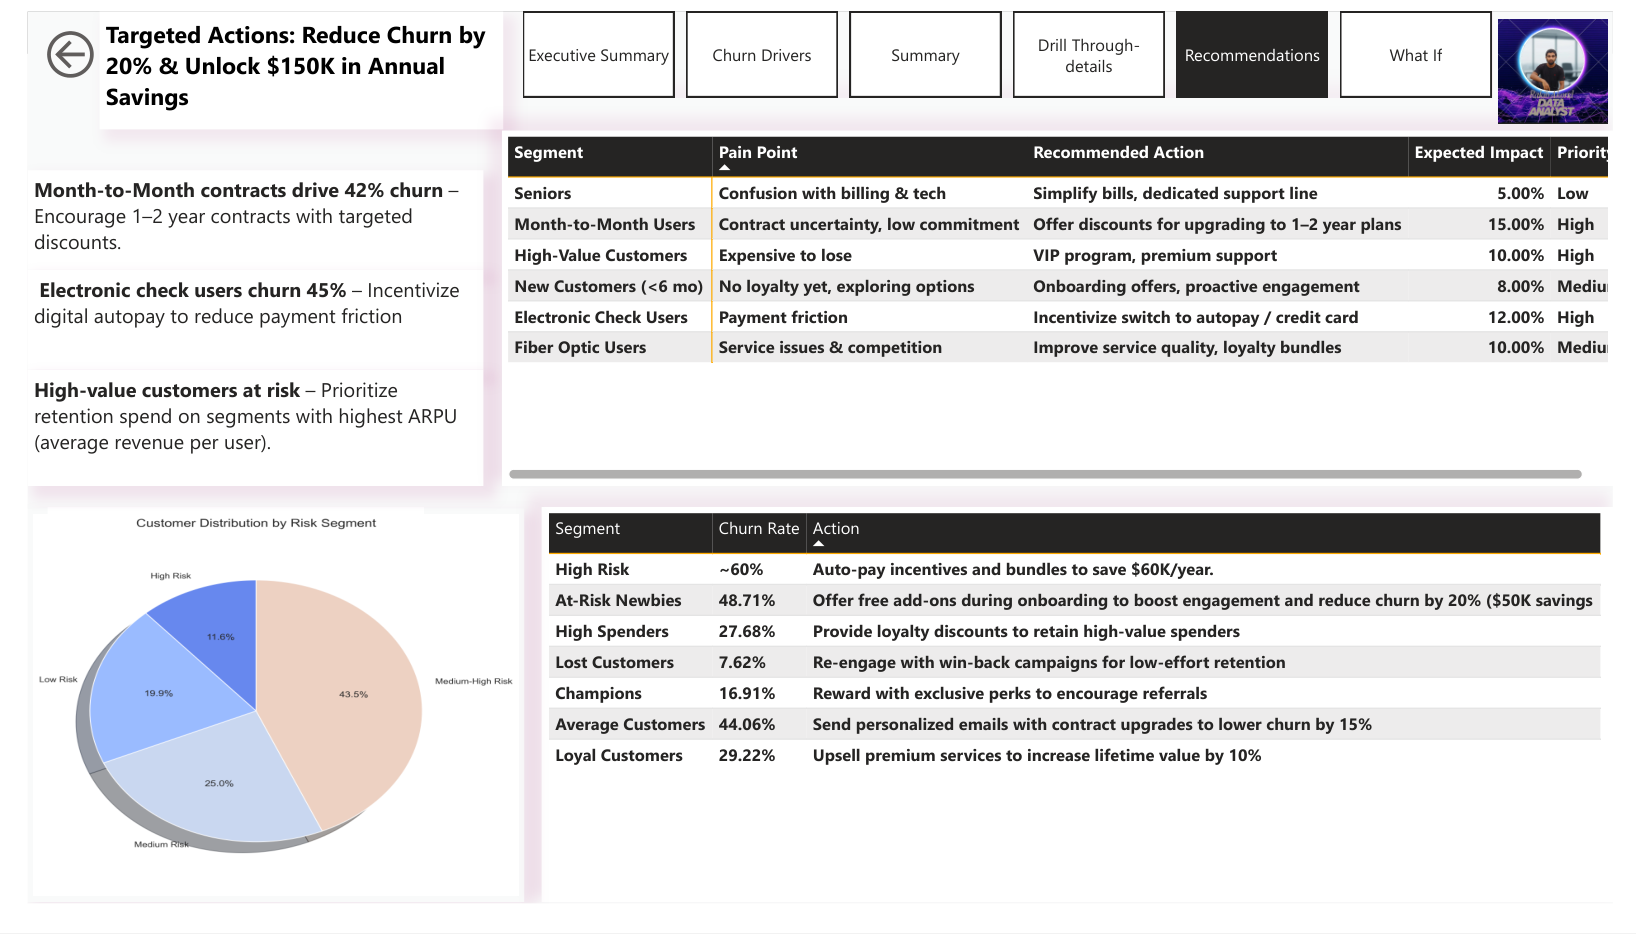 Targeted Actions: Reduce Churn by
20% & Unlock $150K in Annual
Savings
Executive Summary
Churn Drivers
Summary
Drill Through-
details
Recommendations
What If
DATA
ANALYST
Month-to-Month contracts drive 42% churn –
Encourage 1–2 year contracts with targeted
discounts.
Electronic check users churn 45% – Incentivize
digital autopay to reduce payment friction
High-value customers at risk – Prioritize
retention spend on segments with highest ARPU
(average revenue per user).
Segment Pain Point Recommended Action Expected Impact Priority
Seniors Confusion with billing & tech Simplify bills, dedicated support line 5.00% Low
Month-to-Month Users Contract uncertainty, low commitment Offer discounts for upgrading to 1–2 year plans 15.00% High
High-Value Customers Expensive to lose VIP program, premium support 10.00% High
New Customers (<6 mo) No loyalty yet, exploring options Onboarding offers, proactive engagement 8.00% Mediu
Electronic Check Users Payment friction Incentivize switch to autopay / credit card 12.00% High
Fiber Optic Users Service issues & competition Improve service quality, loyalty bundles 10.00% Mediu
Customer Distribution by Risk Segment
High Risk
11.6%
Low Risk
19.9%
43.5%
Medium-High Risk
25.0%
Medium Risk
Segment Churn Rate Action
High Risk ~60% Auto-pay incentives and bundles to save $60K/year.
At-Risk Newbies 48.71% Offer free add-ons during onboarding to boost engagement and reduce churn by 20% ($50K savings
High Spenders 27.68% Provide loyalty discounts to retain high-value spenders
Lost Customers 7.62% Re-engage with win-back campaigns for low-effort retention
Champions 16.91% Reward with exclusive perks to encourage referrals
Average Customers 44.06% Send personalized emails with contract upgrades to lower churn by 15%
Loyal Customers 29.22% Upsell premium services to increase lifetime value by 10%